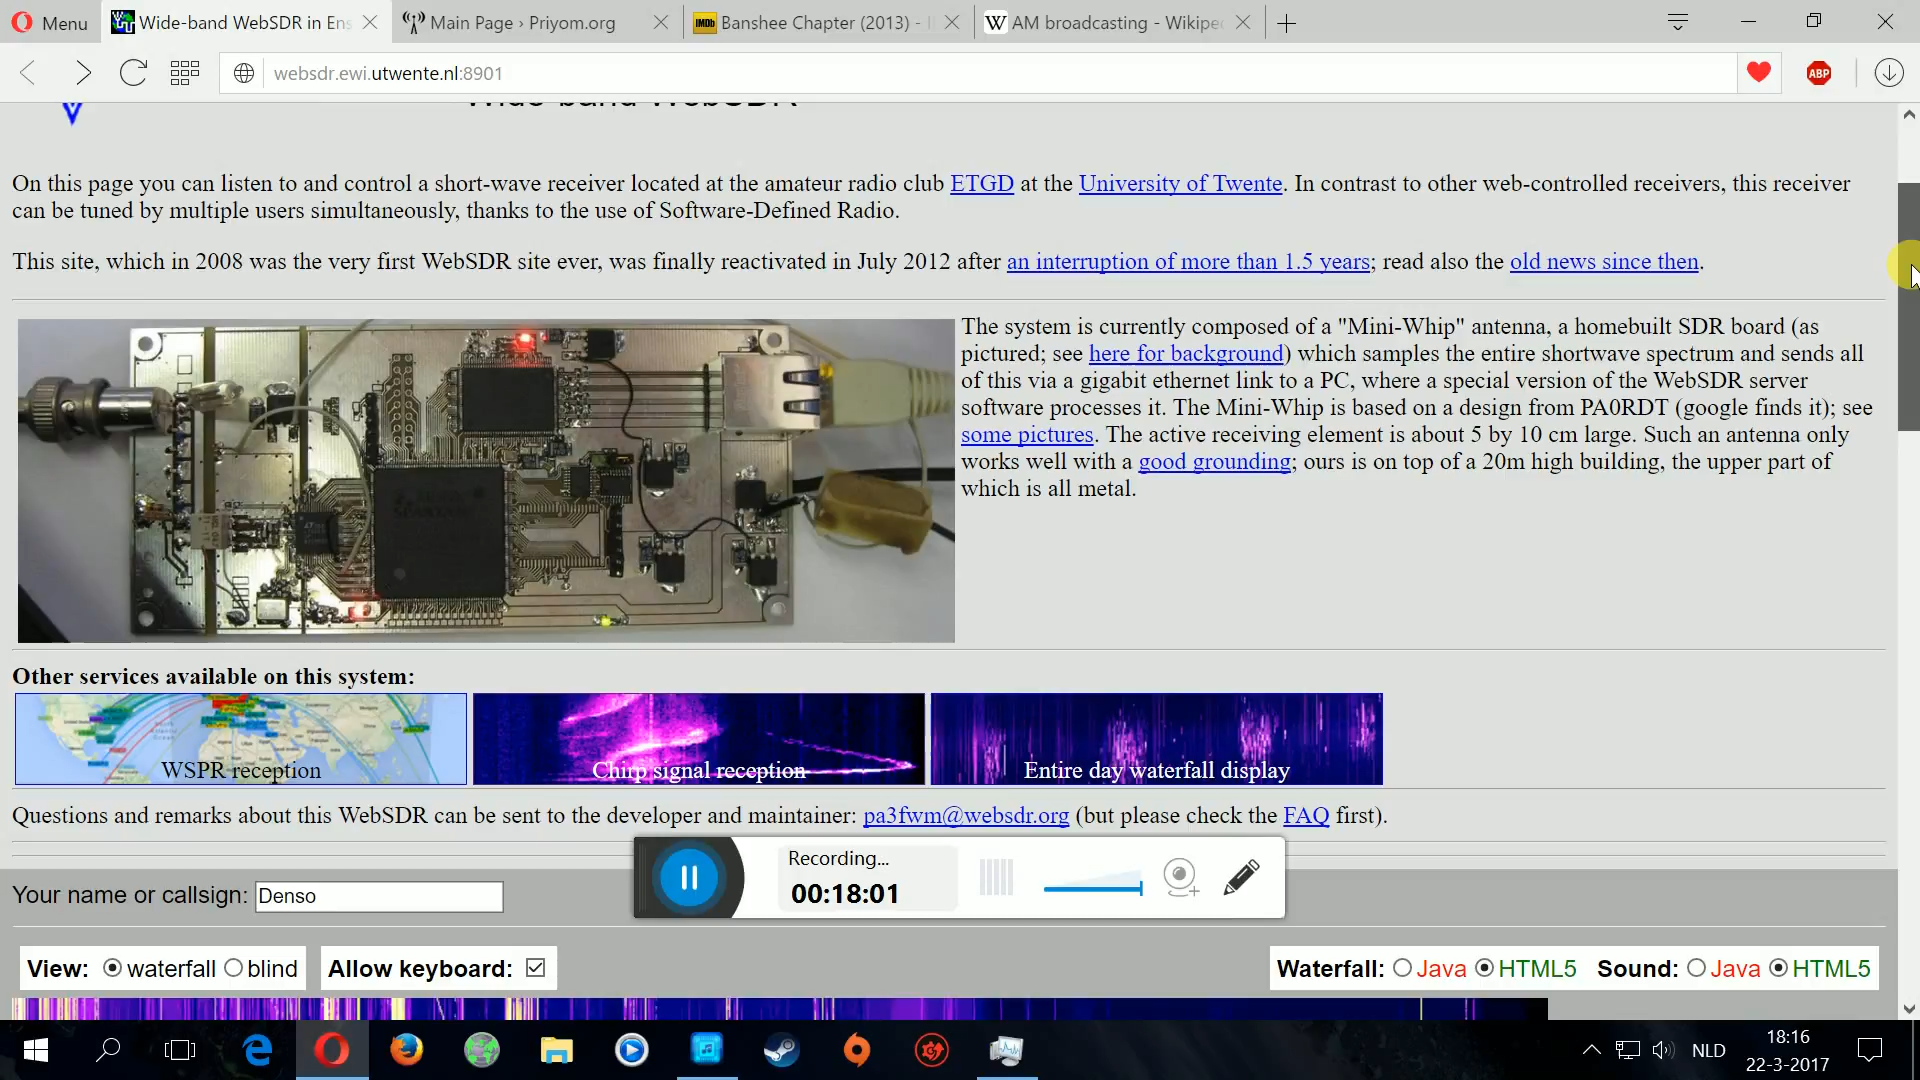 Menu
Wide-band WebSDR in Ens
Main Page › Priyom.org
IMDb
Banshee Chapter (2013) - I
W
AM broadcasting - Wikipe
websdr.ewi.utwente.nl:8901
ABP
Wide-band WebSDR
On this page you can listen to and control a short-wave receiver located at the amateur radio club ETGD at the University of Twente. In contrast to other web-controlled receivers, this receiver
can be tuned by multiple users simultaneously, thanks to the use of Software-Defined Radio.
This site, which in 2008 was the very first WebSDR site ever, was finally reactivated in July 2012 after an interruption of more than 1.5 years; read also the old news since then.
The system is currently composed of a "Mini-Whip" antenna, a homebuilt SDR board (as
pictured; see here for background) which samples the entire shortwave spectrum and sends all
of this via a gigabit ethernet link to a PC, where a special version of the WebSDR server
software processes it. The Mini-Whip is based on a design from PA0RDT (google finds it); see
some pictures. The active receiving element is about 5 by 10 cm large. Such an antenna only
works well with a good grounding; ours is on top of a 20m high building, the upper part of
which is all metal.
Other services available on this system:
WSPR reception
Chirp signal reception
Entire day waterfall display
Questions and remarks about this WebSDR can be sent to the developer and maintainer: pa3fwm@websdr.org (but please check the FAQ first).
Recording...
00:18:01
Your name or callsign: Denso
View: waterfall blind
Allow keyboard:
Waterfall: Java HTML5 Sound: Java HTML5
NLD
18:16
22-3-2017